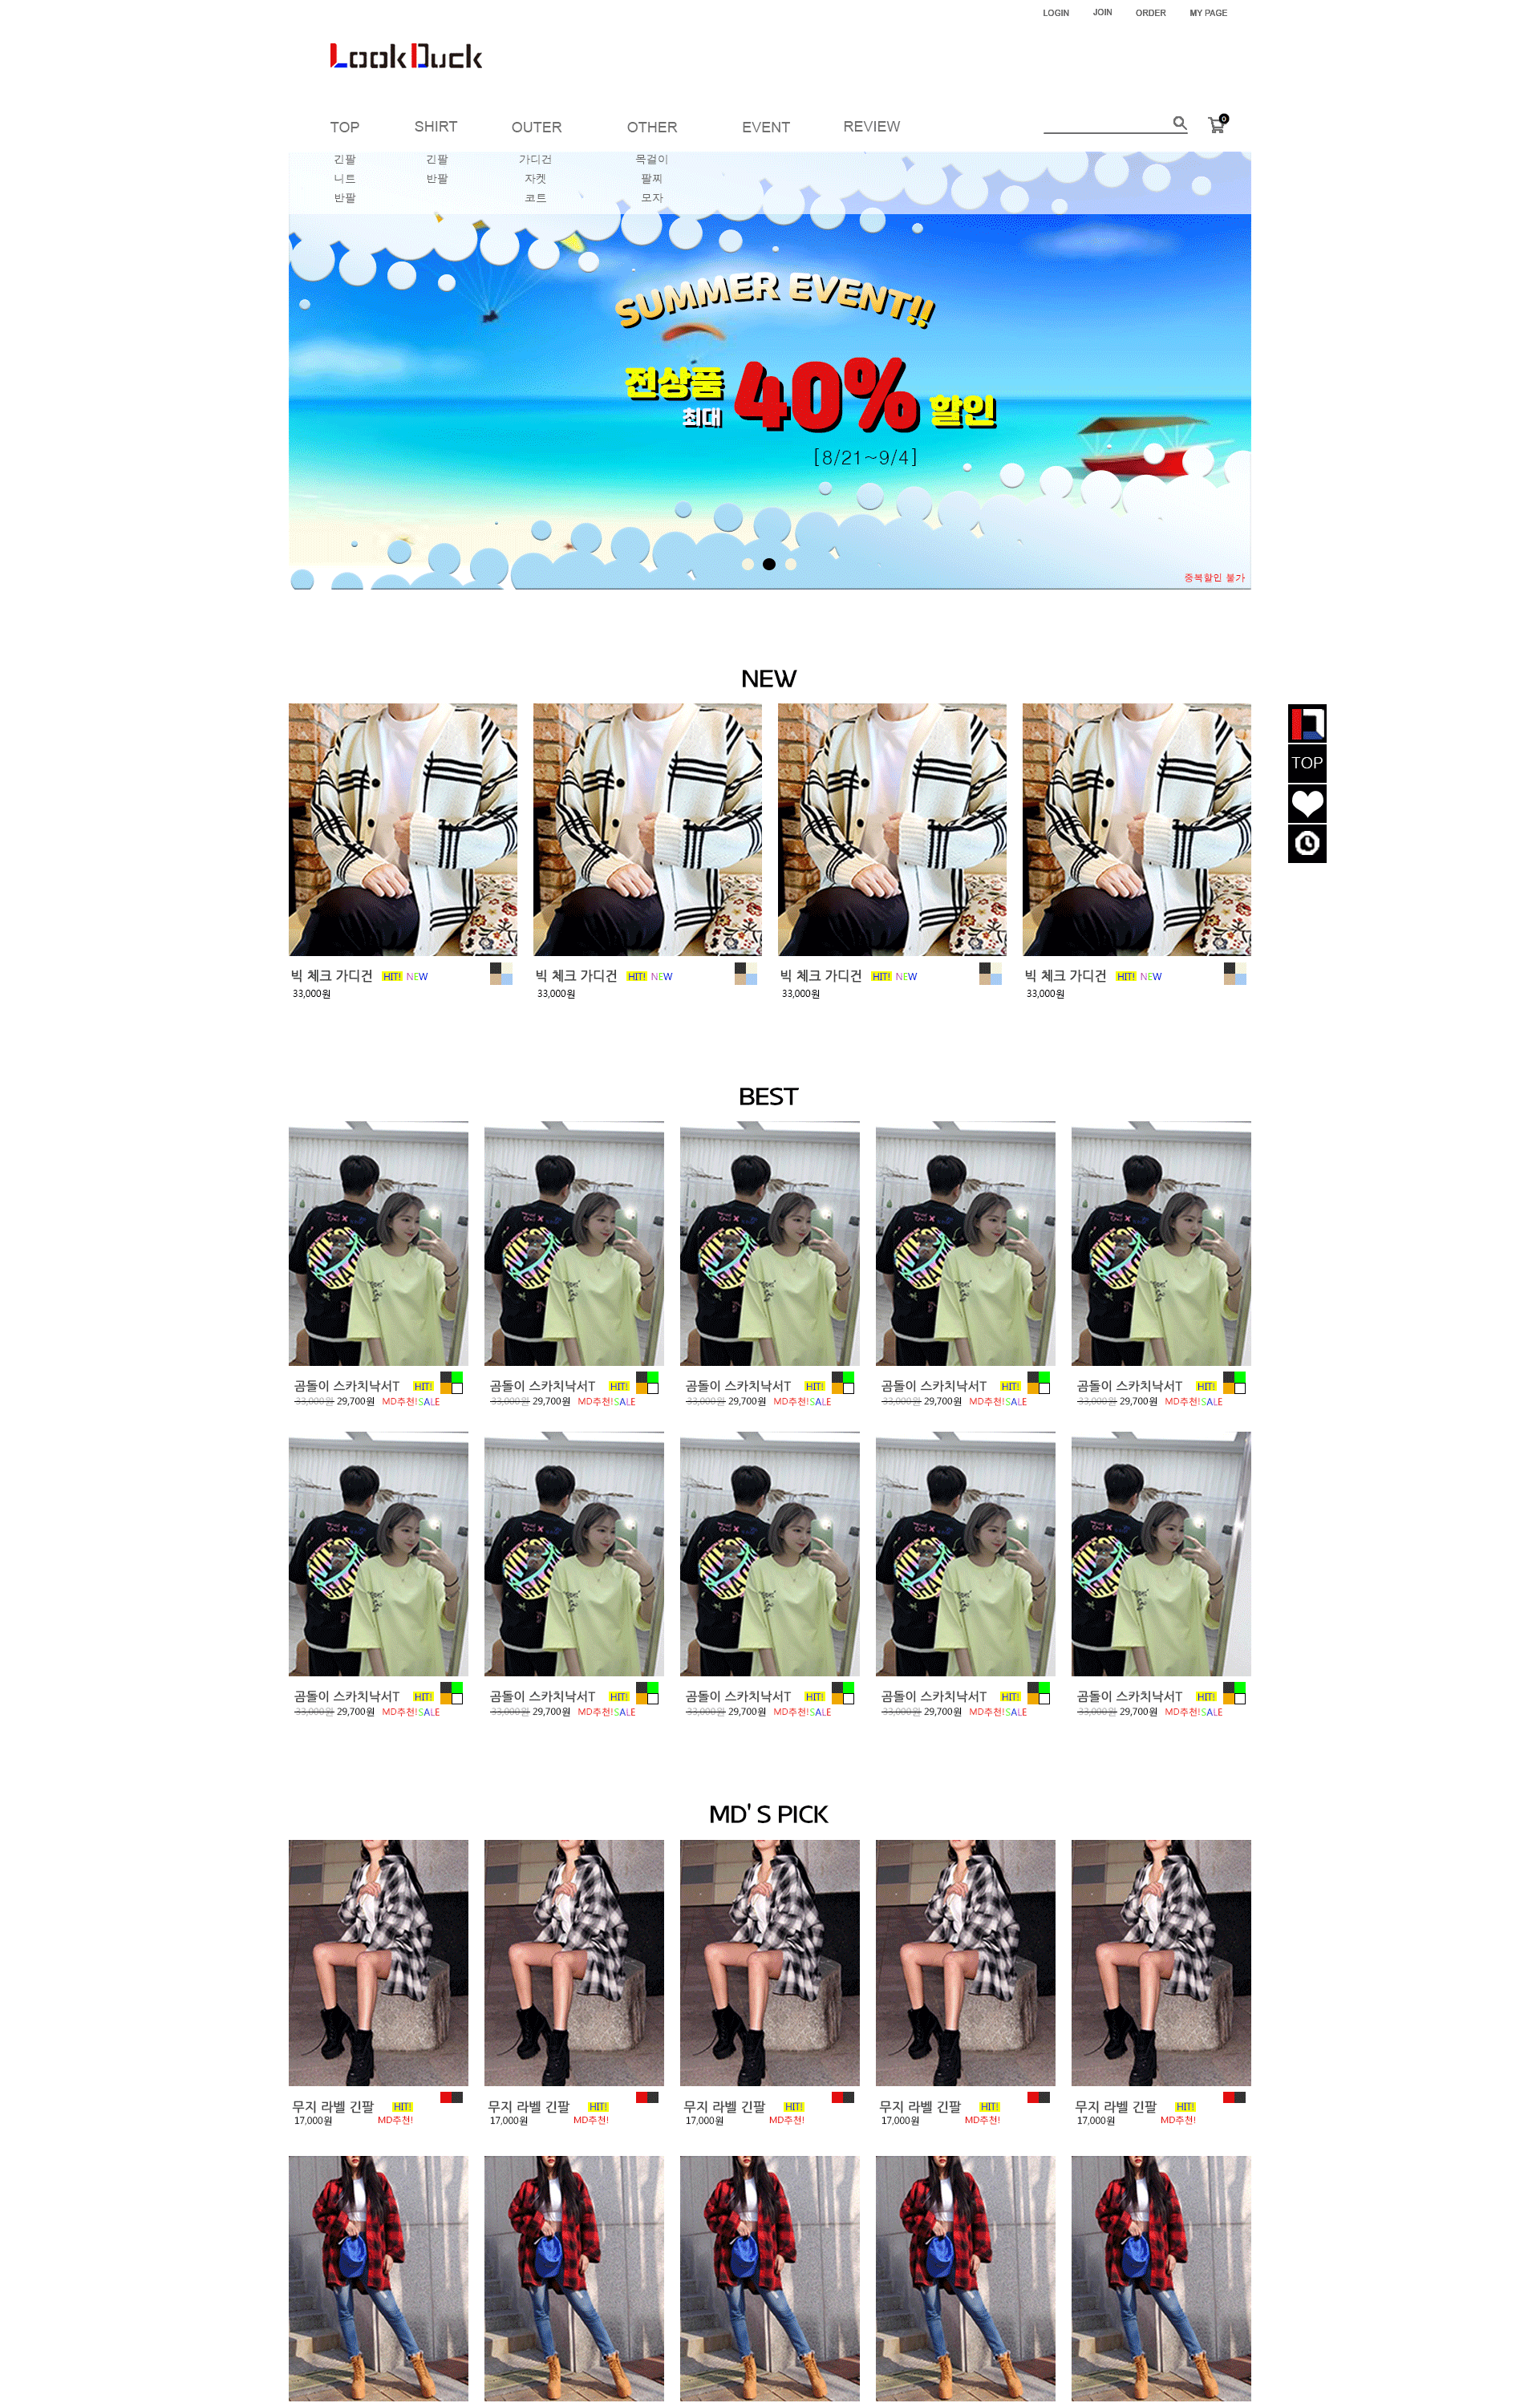 LOGIN JOIN ORDER MY PAGE
LookDuck
TOP SHIRT OUTER OTHER EVENT REVIEW
0
긴팔 긴팔 가디건 목걸이
니트 반팔 자켓 팔찌
반팔 코트 모자
SUMMER EVENT!!
전상품 최대 40% 할인
[8/21~9/4]
중복할인 불가
NEW
TOP
빅 체크 가디건 HIT! NEW 빅 체크 가디건 HIT! NEW 빅 체크 가디건 HIT! NEW 빅 체크 가디건 HIT! NEW
33,000원 33,000원 33,000원 33,000원
BEST
곰돌이 스카치낙서T HIT! 곰돌이 스카치낙서T HIT! 곰돌이 스카치낙서T HIT! 곰돌이 스카치낙서T HIT! 곰돌이 스카치낙서T HIT!
33,000원 29,700원 MD추천! SALE 33,000원 29,700원 MD추천! SALE 33,000원 29,700원 MD추천! SALE 33,000원 29,700원 MD추천! SALE 33,000원 29,700원 MD추천! SALE
곰돌이 스카치낙서T HIT! 곰돌이 스카치낙서T HIT! 곰돌이 스카치낙서T HIT! 곰돌이 스카치낙서T HIT! 곰돌이 스카치낙서T HIT!
33,000원 29,700원 MD추천! SALE 33,000원 29,700원 MD추천! SALE 33,000원 29,700원 MD추천! SALE 33,000원 29,700원 MD추천! SALE 33,000원 29,700원 MD추천! SALE
MD'S PICK
무지 라벨 긴팔 HIT! 무지 라벨 긴팔 HIT! 무지 라벨 긴팔 HIT! 무지 라벨 긴팔 HIT! 무지 라벨 긴팔 HIT!
17,000원 MD추천! 17,000원 MD추천! 17,000원 MD추천! 17,000원 MD추천! 17,000원 MD추천!